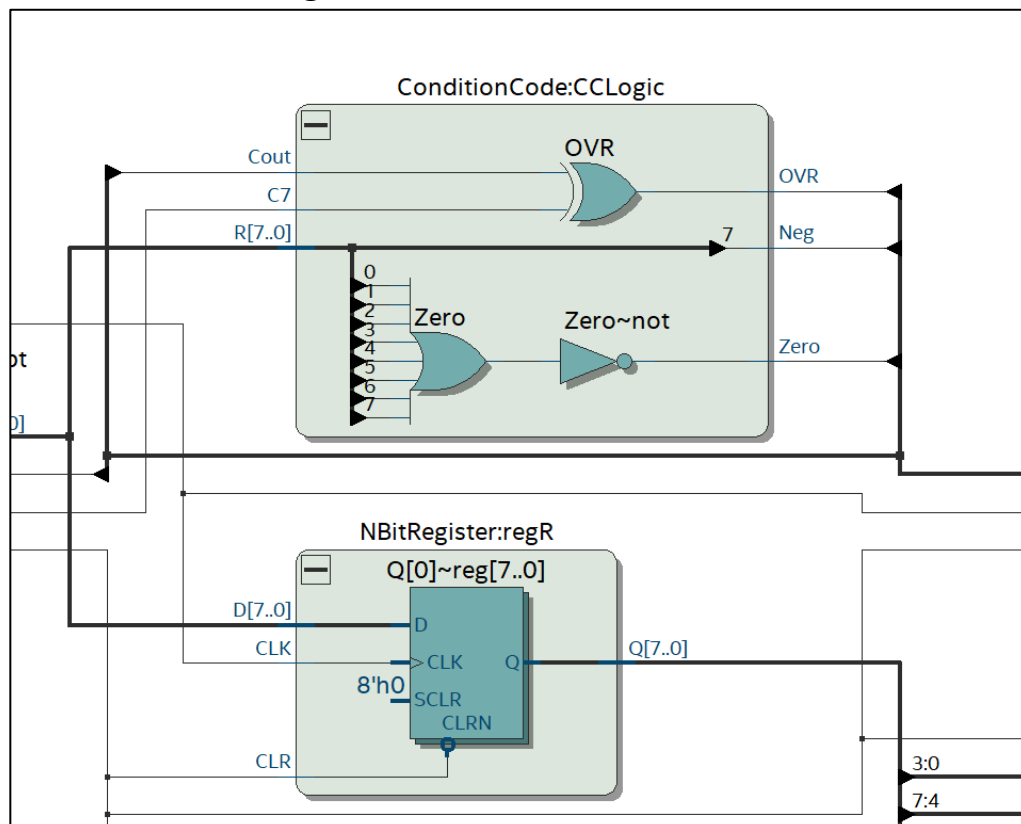 ConditionCode:CCLogic
OVR
Cout
OVR
C7
R[7..0]
7
Neg
0
1
2
Zero
Zero~not
3
4
Zero
5
6
7
0]
NBitRegister:regR
Q[0]~reg[7..0]
D[7..0]
D
CLK
CLK
Q
Q[7..0]
8'h0
SCLR
CLRN
CLR
3:0
7:4